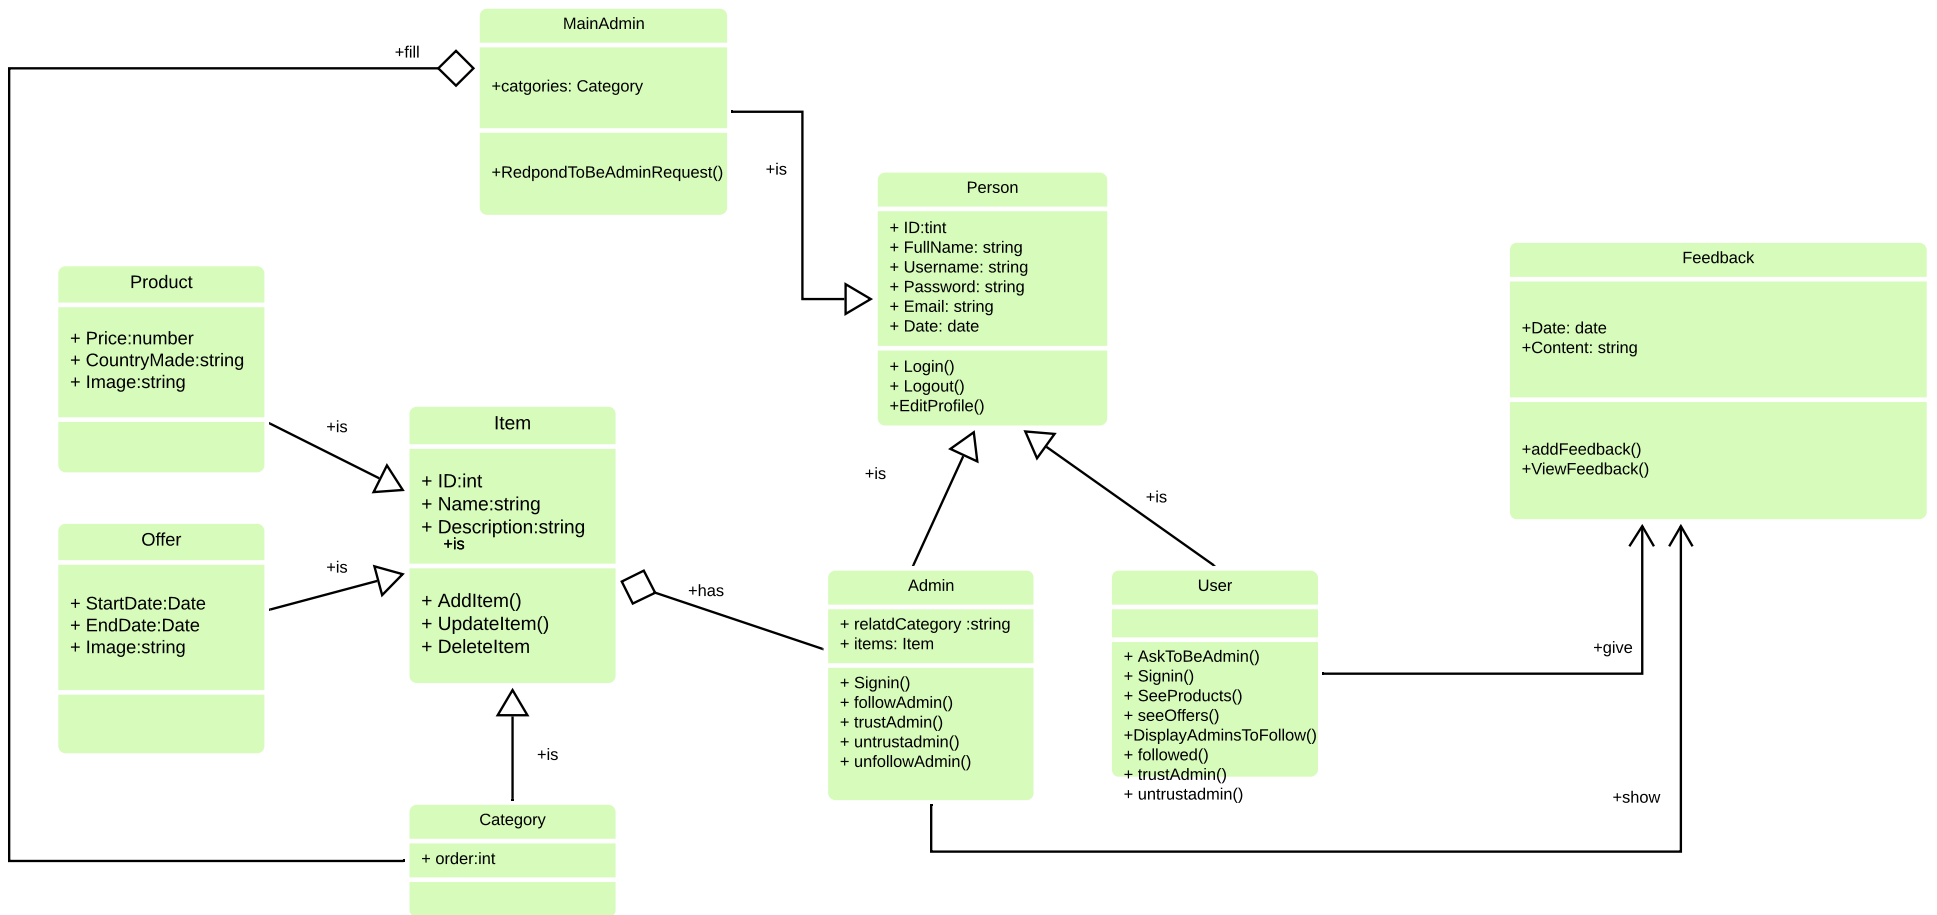 MainAdmin
+fill
+catgories: Category
+RedpondToBeAdminRequest()
+is
Person
+ ID:tint
+ FullName: string
+ Username: string
+ Password: string
+ Email: string
+ Date: date
+ Login()
+ Logout()
+EditProfile()
Feedback
+Date: date
+Content: string
+addFeedback()
+ViewFeedback()
Product
+ Price:number
+ CountryMade:string
+ Image:string
+is
Item
+ ID:int
+ Name:string
+ Description:string
+is
+ AddItem()
+ UpdateItem()
+ DeleteItem
Offer
+ StartDate:Date
+ EndDate:Date
+ Image:string
+is
+has
+is
+is
Admin
+ relatdCategory :string
+ items: Item
+ Signin()
+ followAdmin()
+ trustAdmin()
+ untrustadmin()
+ unfollowAdmin()
User
+ AskToBeAdmin()
+ Signin()
+ SeeProducts()
+ seeOffers()
+DisplayAdminsToFollow()
+ followed()
+ trustAdmin()
+ untrustadmin()
+give
+show
+is
Category
+ order:int